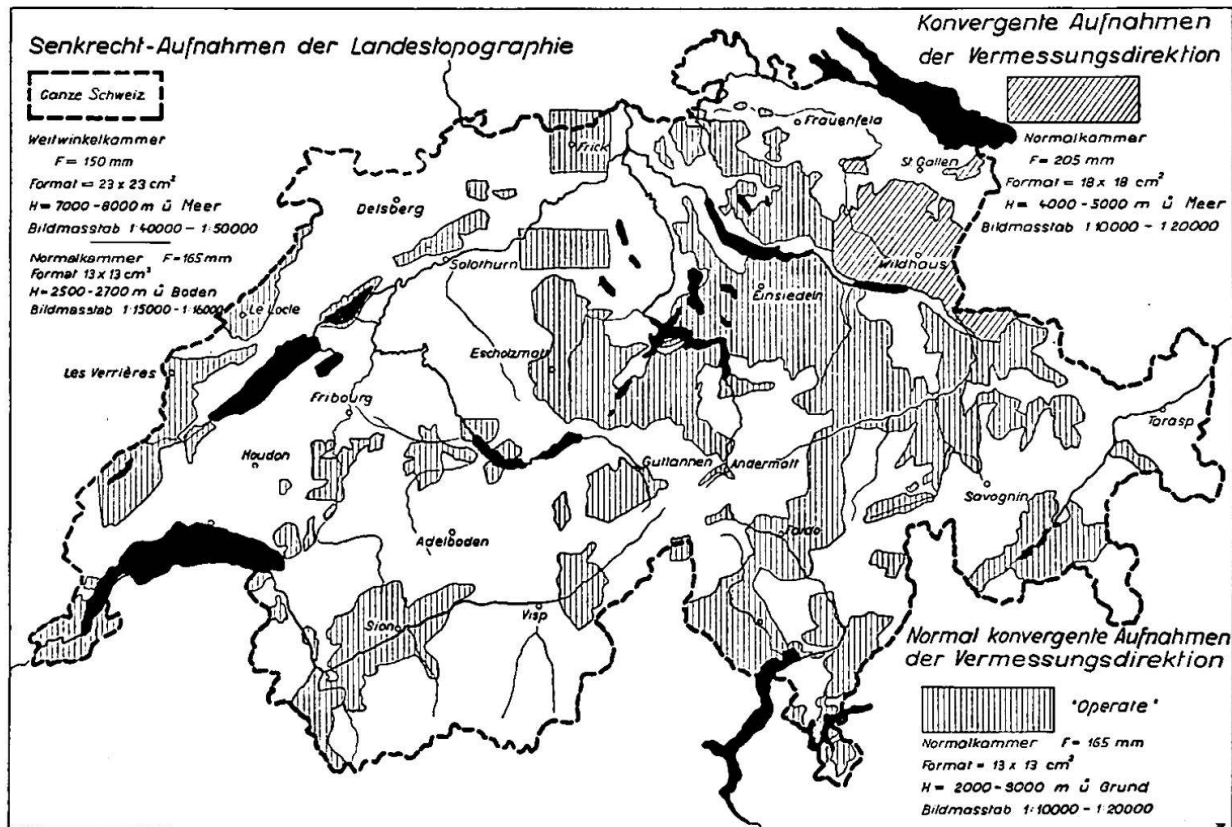 Senkrecht-Aufnahmen der Landestopographie
Ganze Schweiz
Weitwinkelkammer
F = 150 mm
Format = 23 x 23 cm²
H = 7000-8000 m ü Meer
Bildmasstab 1:40000 - 1:50000
Normalkammer F=165mm
Format 13x13 cm²
H=2500-2700 m ü Boden
Bildmasstab 1:15000-1:16000
Konvergente Aufnahmen
der Vermessungsdirektion
Normalkammer
F = 205 mm
Format = 18 x 18 cm²
H = 4000-5000 m ü Meer
Bildmasstab 1:10000 - 1:20000
Frauenfeld
Frick
St Gallen
Delsberg
Solothurn
Wildhaus
Einsiedeln
Le Locle
Escholzmatt
Les Verrières
Fribourg
Tarasp
Moudon
Guttannen
Andermatt
Savognin
Adelboden
Faido
Visp
Sion
Normal konvergente Aufnahmen
der Vermessungsdirektion
"Operate"
Normalkammer F = 165 mm
Format = 13 x 13 cm²
H = 2000-3000 m ü Grund
Bildmasstab 1:10000 - 1:20000